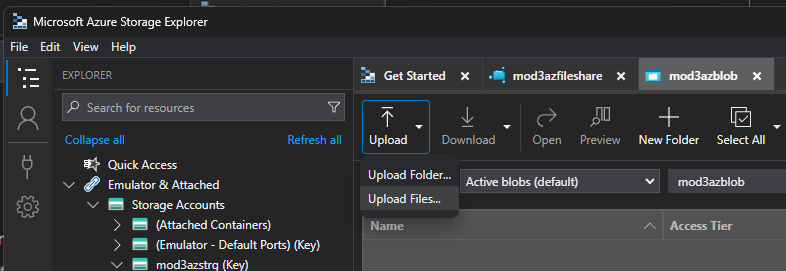 Microsoft Azure Storage Explorer
File Edit View Help
EXPLORER
Search for resources
Collapse all Refresh all
Quick Access
Emulator & Attached
Storage Accounts
(Attached Containers)
(Emulator - Default Ports) (Key)
mod3azstrg (Key)
Get Started mod3azfileshare mod3azblob
Upload Download Open Preview New Folder Select All
Upload Folder...
Upload Files...
Active blobs (default) mod3azblob
Name Access Tier